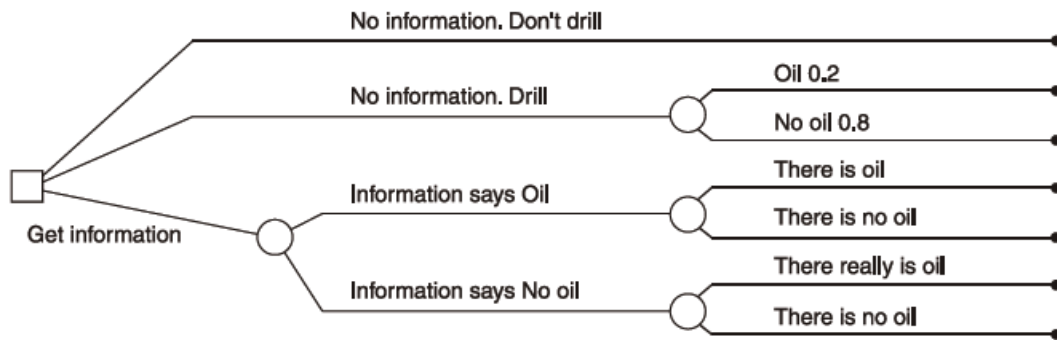 No information. Don't drill
Oil 0.2
No information. Drill
No oil 0.8
There is oil
Information says Oil
There is no oil
Get information
There really is oil
Information says No oil
There is no oil